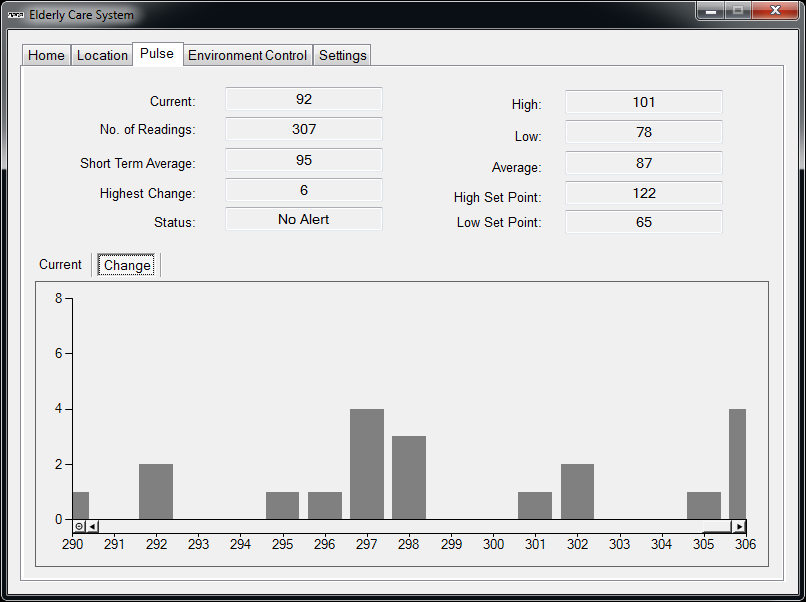 Elderly Care System
Home Location Pulse Environment Control Settings
Current: 92
No. of Readings: 307
Short Term Average: 95
Highest Change: 6
Status: No Alert
High: 101
Low: 78
Average: 87
High Set Point: 122
Low Set Point: 65
Current Change
8
6
4
2
0
290 291 292 293 294 295 296 297 298 299 300 301 302 303 304 305 306